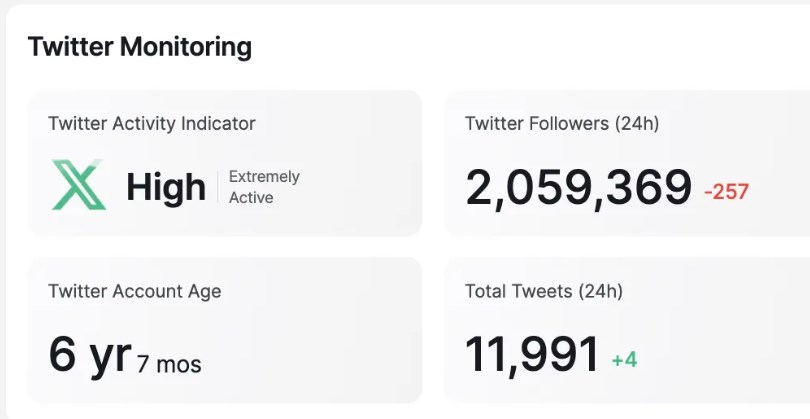 Twitter Monitoring
Twitter Activity Indicator
High
Extremely
Active
Twitter Followers (24h)
2,059,369 -257
Twitter Account Age
6 yr 7 mos
Total Tweets (24h)
11,991 +4